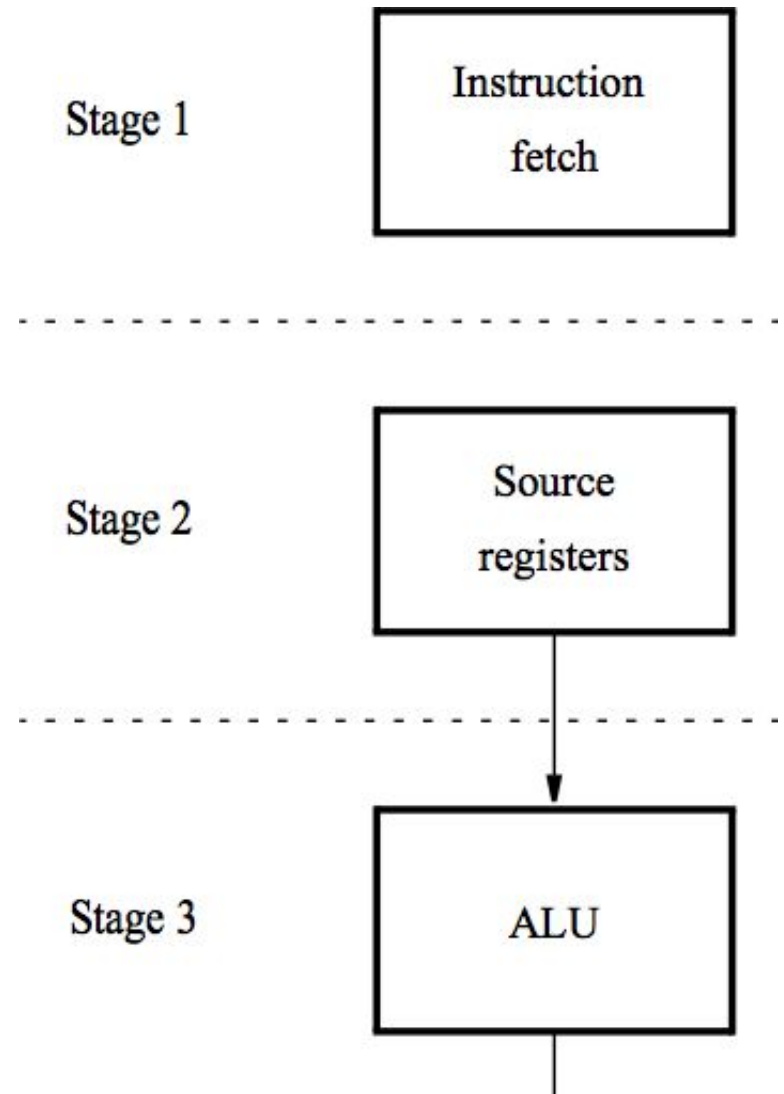 Stage 1
Instruction
fetch
Stage 2
Source
registers
Stage 3
ALU